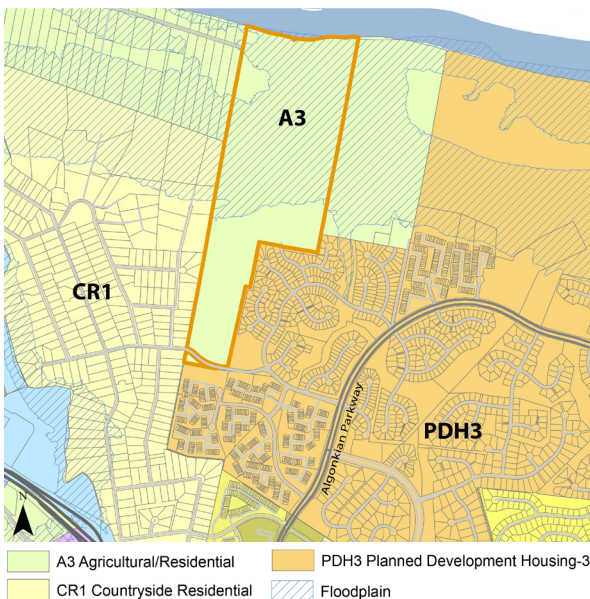 A3
CR1
Algonkian Parkway
PDH3
N
A3 Agricultural/Residential
PDH3 Planned Development Housing-3
CR1 Countryside Residential
Floodplain